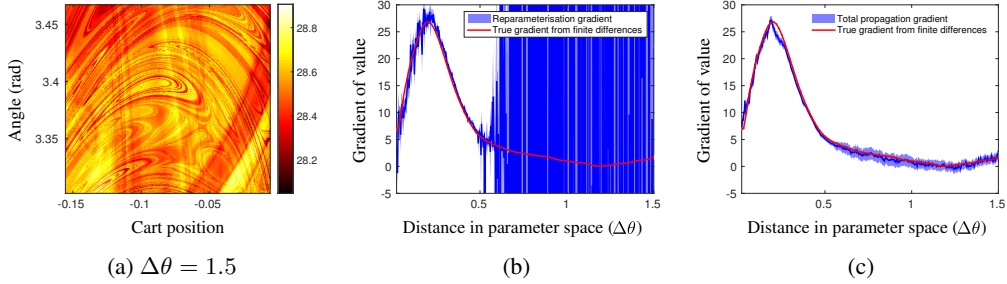 3.45
3.4
3.35
Angle (rad)
-0.15
-0.1
-0.05
Cart position
28.8
28.6
28.4
28.2
(a) Δθ = 1.5
30
25
20
15
10
5
0
-5
Gradient of value
Reparameterisation gradient
True gradient from finite differences
0.5
1
1.5
Distance in parameter space (Δθ)
(b)
30
25
20
15
10
5
0
-5
Gradient of value
Total propagation gradient
True gradient from finite differences
0.5
1
1.5
Distance in parameter space (Δθ)
(c)